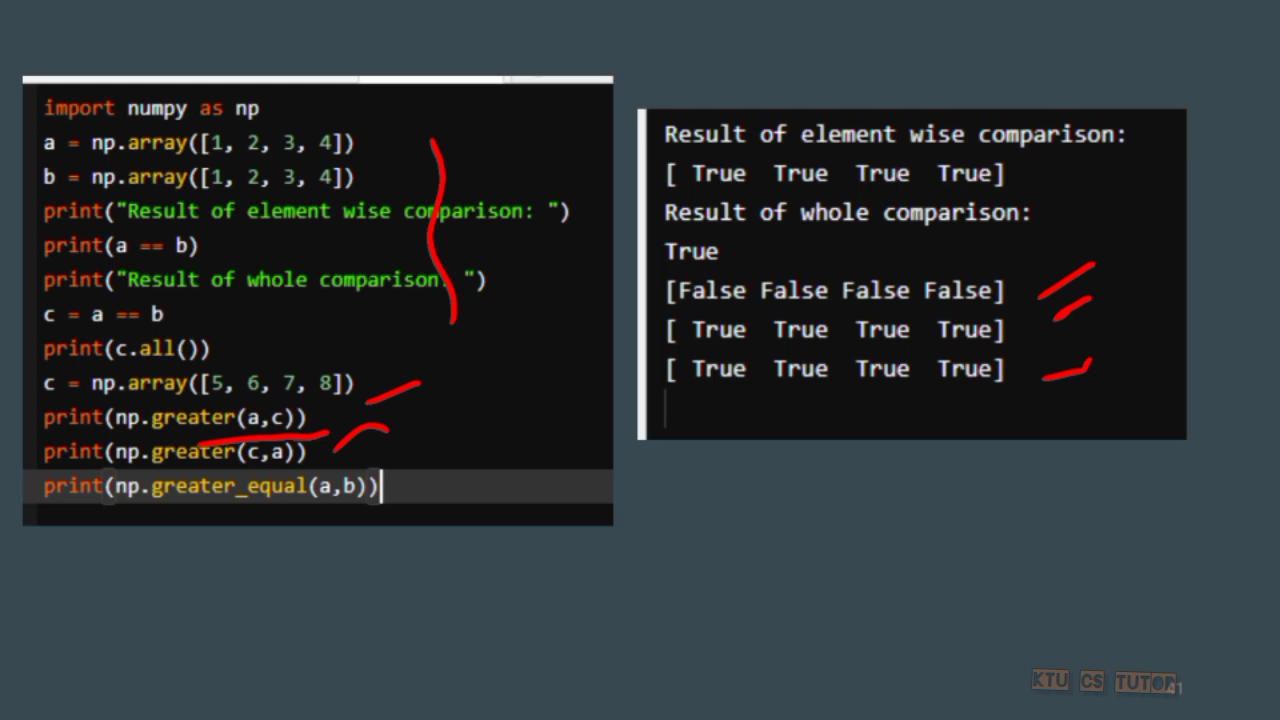 import numpy as np
a = np.array([1, 2, 3, 4])
b = np.array([1, 2, 3, 4])
print("Result of element wise comparison: ")
print(a == b)
print("Result of whole comparison: ")
c = a == b
print(c.all())
c = np.array([5, 6, 7, 8])
print(np.greater(a,c))
print(np.greater(c,a))
print(np.greater_equal(a,b))
Result of element wise comparison:
[ True  True  True  True]
Result of whole comparison:
True
[False False False False]
[ True  True  True  True]
[ True  True  True  True]
KTU CS TUTOR
41